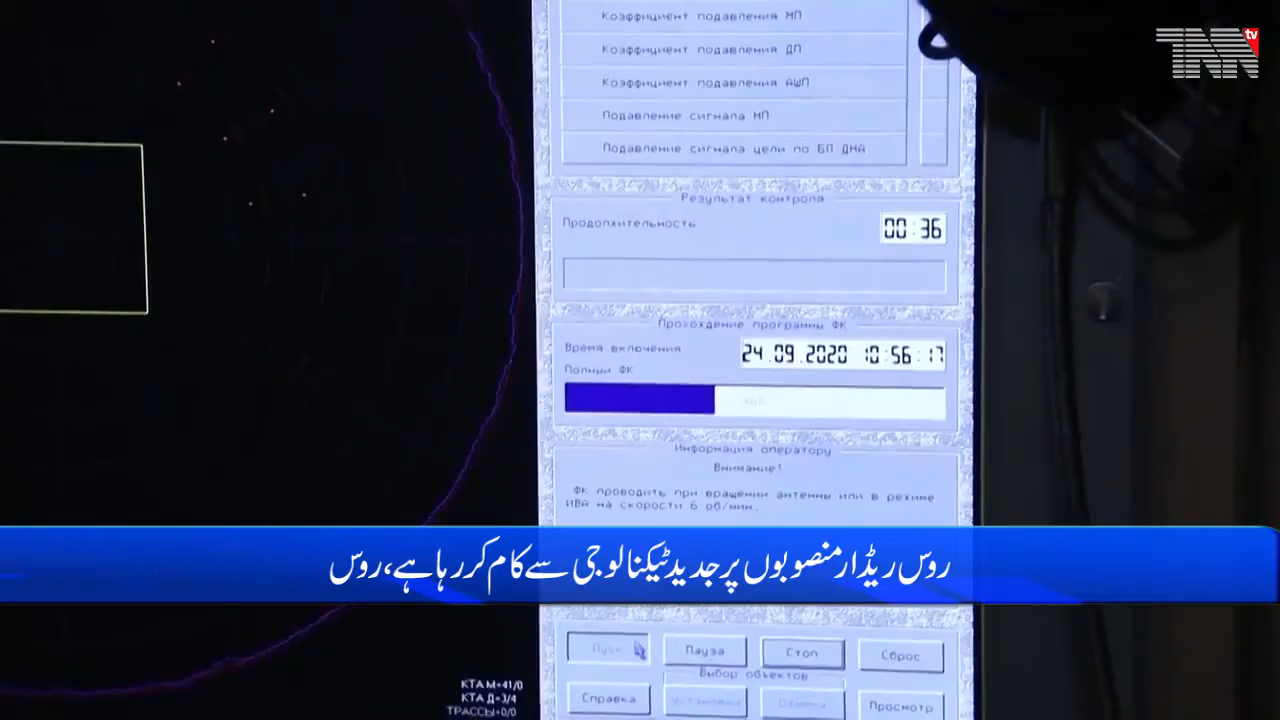 Коэффициент подавления МП
TNN tv
Коэффициент подавления ДП
Коэффициент подавления АШП
Подавление сигнала МП
Подавление сигнала цели по БЛ ДНА
Результат контроля
Продолжительность 00:36
Прохождение программы ФК
Время включения 24.09.2020 10:56:17
Полный ФК
Информация оператору
Внимание!
ФК проводить при вращении антенны или в режиме
ИВА на скорости 6 об/мин.
روس ریڈار منصوبوں پر جدید ٹیکنالوجی سے کام کررہا ہے، روس
Пуск Пауза Стоп Сброс
Выбор объектов
Справка Установки Отмена Просмотр
КТА М=41/0
КТА Д=3/4
ТРАССЫ=0/0